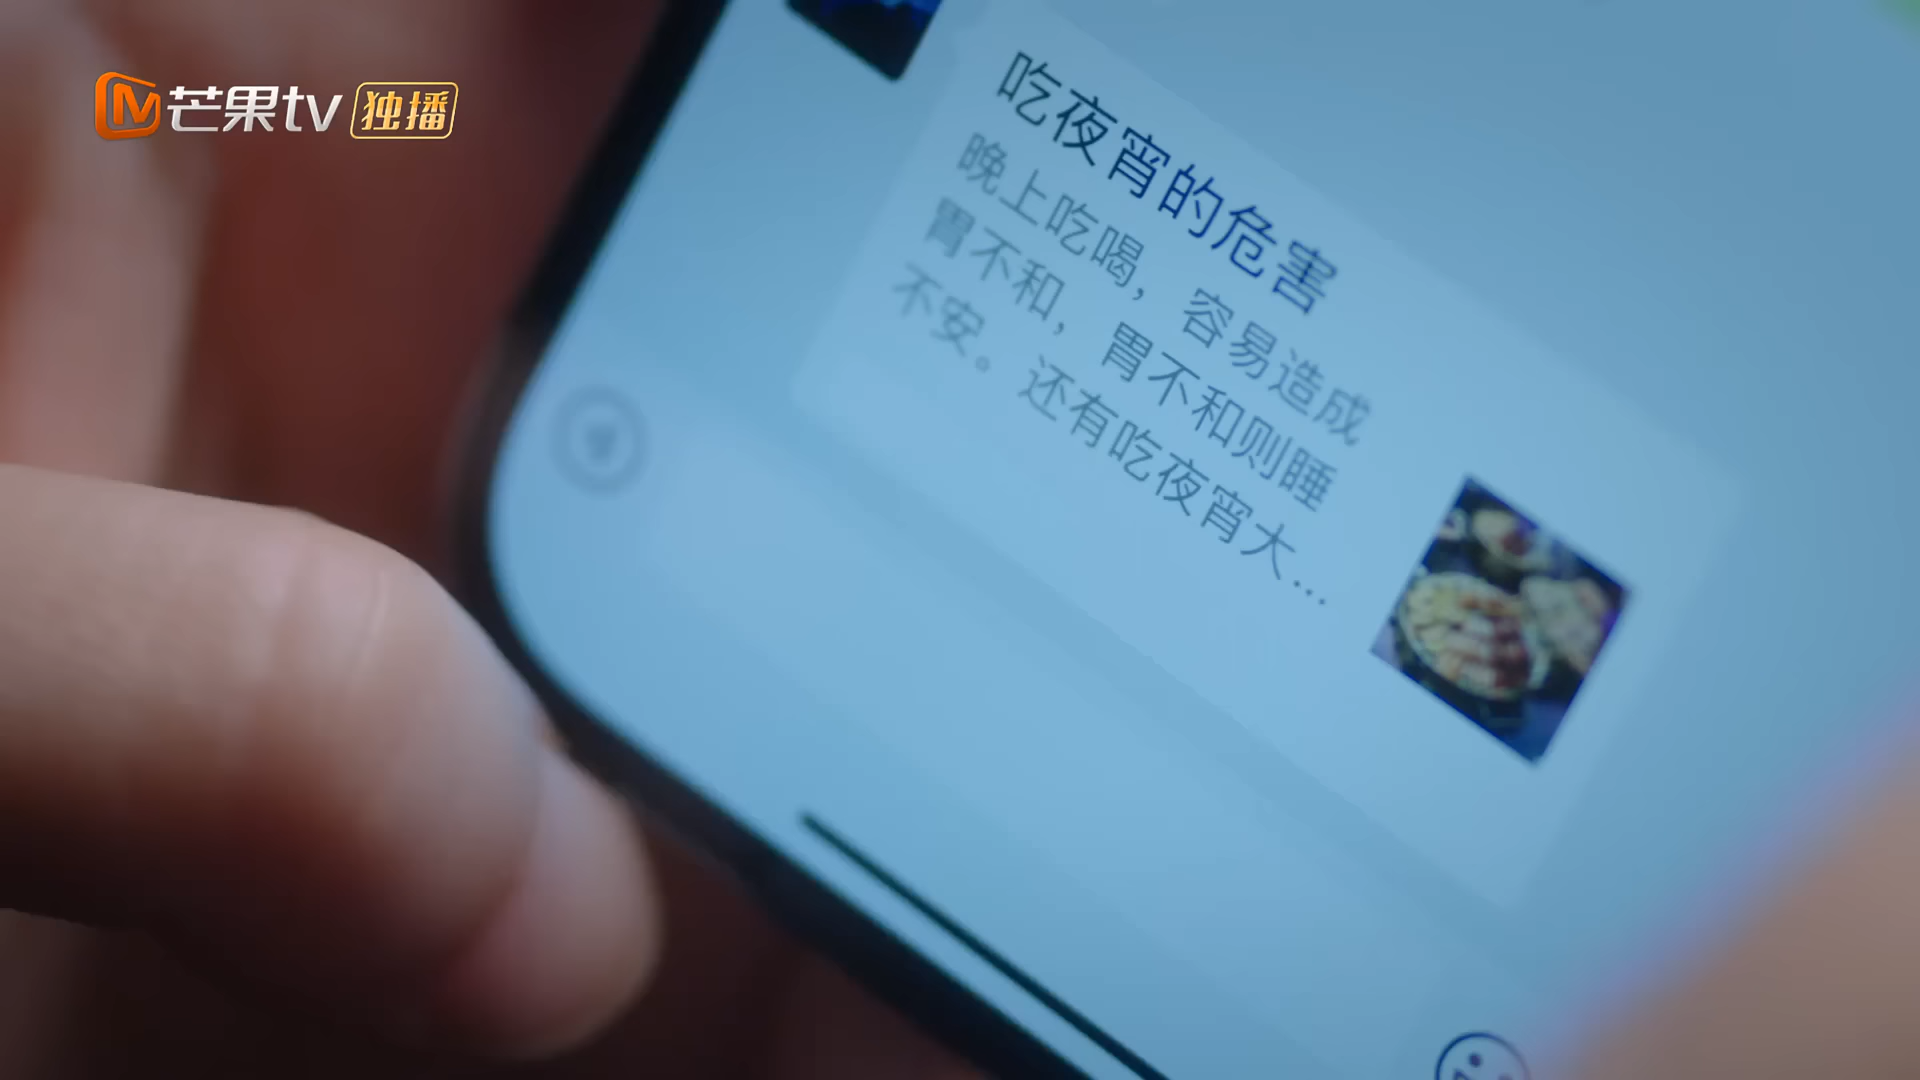 芒果tv 独播
吃夜宵的危害
晚上吃喝，容易造成
胃不和，胃不和则睡
不安。还有吃夜宵大...